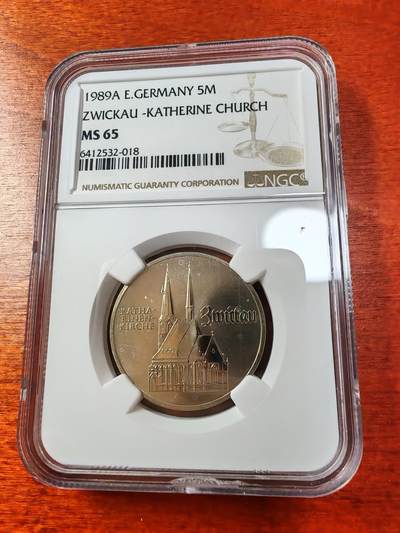 1989A E.GERMANY 5M
ZWICKAU -KATHERINE CHURCH
MS 65
6412532-018
NUMISMATIC GUARANTY CORPORATION NGC
KATHA
RINEN
KIRCHE
Zwickau